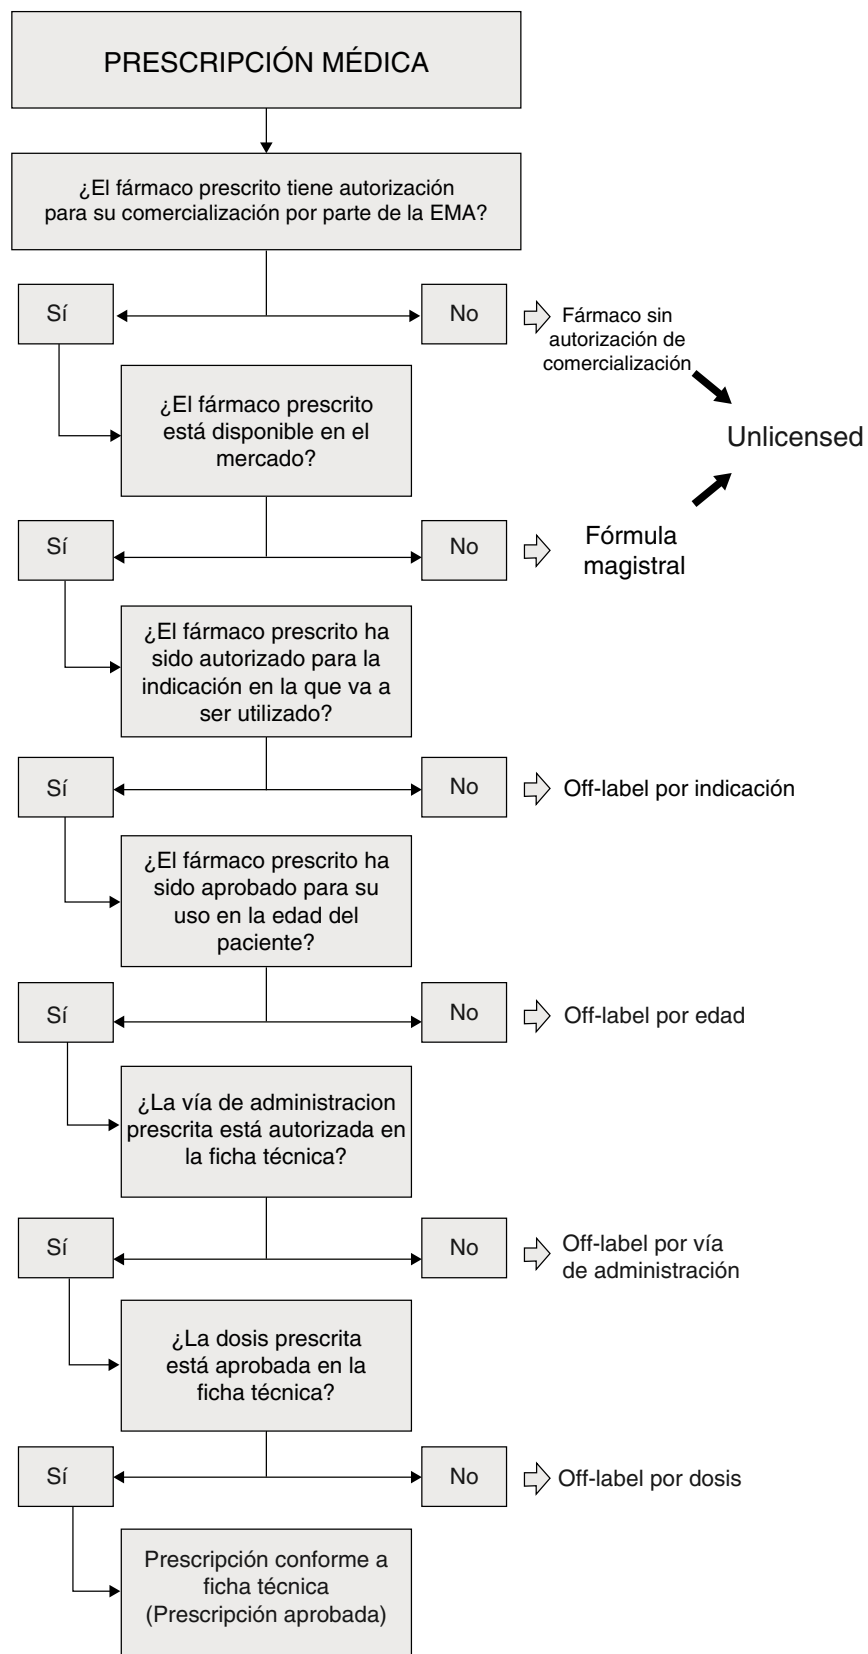 PRESCRIPCIÓN MÉDICA
¿El fármaco prescrito tiene autorización
para su comercialización por parte de la EMA?
Sí
No
Fármaco sin
autorización de
comercialización
¿El fármaco prescrito
está disponible en el
mercado?
Unlicensed
Sí
No
Fórmula
magistral
¿El fármaco prescrito ha
sido autorizado para la
indicación en la que va a
ser utilizado?
Sí
No
Off-label por indicación
¿El fármaco prescrito ha
sido aprobado para su
uso en la edad del
paciente?
Sí
No
Off-label por edad
¿La vía de administracion
prescrita está autorizada en
la ficha técnica?
Sí
No
Off-label por vía
de administración
¿La dosis prescrita
está aprobada en la
ficha técnica?
Sí
No
Off-label por dosis
Prescripción conforme a
ficha técnica
(Prescripción aprobada)